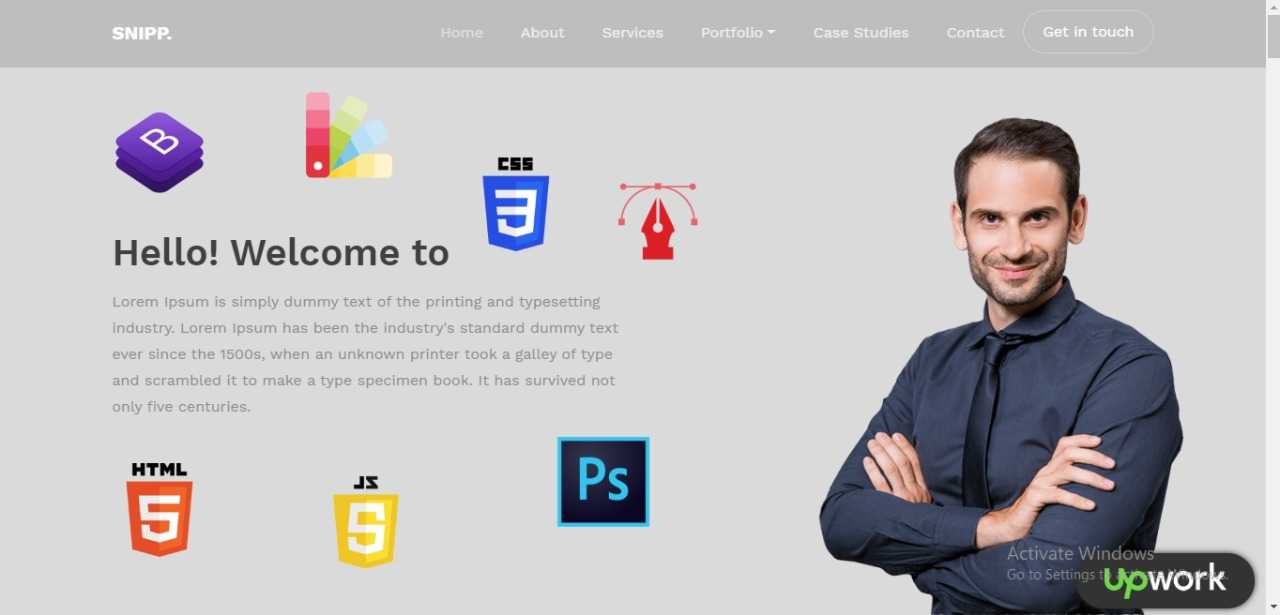 SNIPP.
Home About Services Portfolio Case Studies Contact Get in touch
B
CSS
3
Hello! Welcome to
Lorem Ipsum is simply dummy text of the printing and typesetting
industry. Lorem Ipsum has been the industry's standard dummy text
ever since the 1500s, when an unknown printer took a galley of type
and scrambled it to make a type specimen book. It has survived not
only five centuries.
HTML
5
JS
5
Ps
Activate Windows
Go to Settings to activate Windows.
upwork